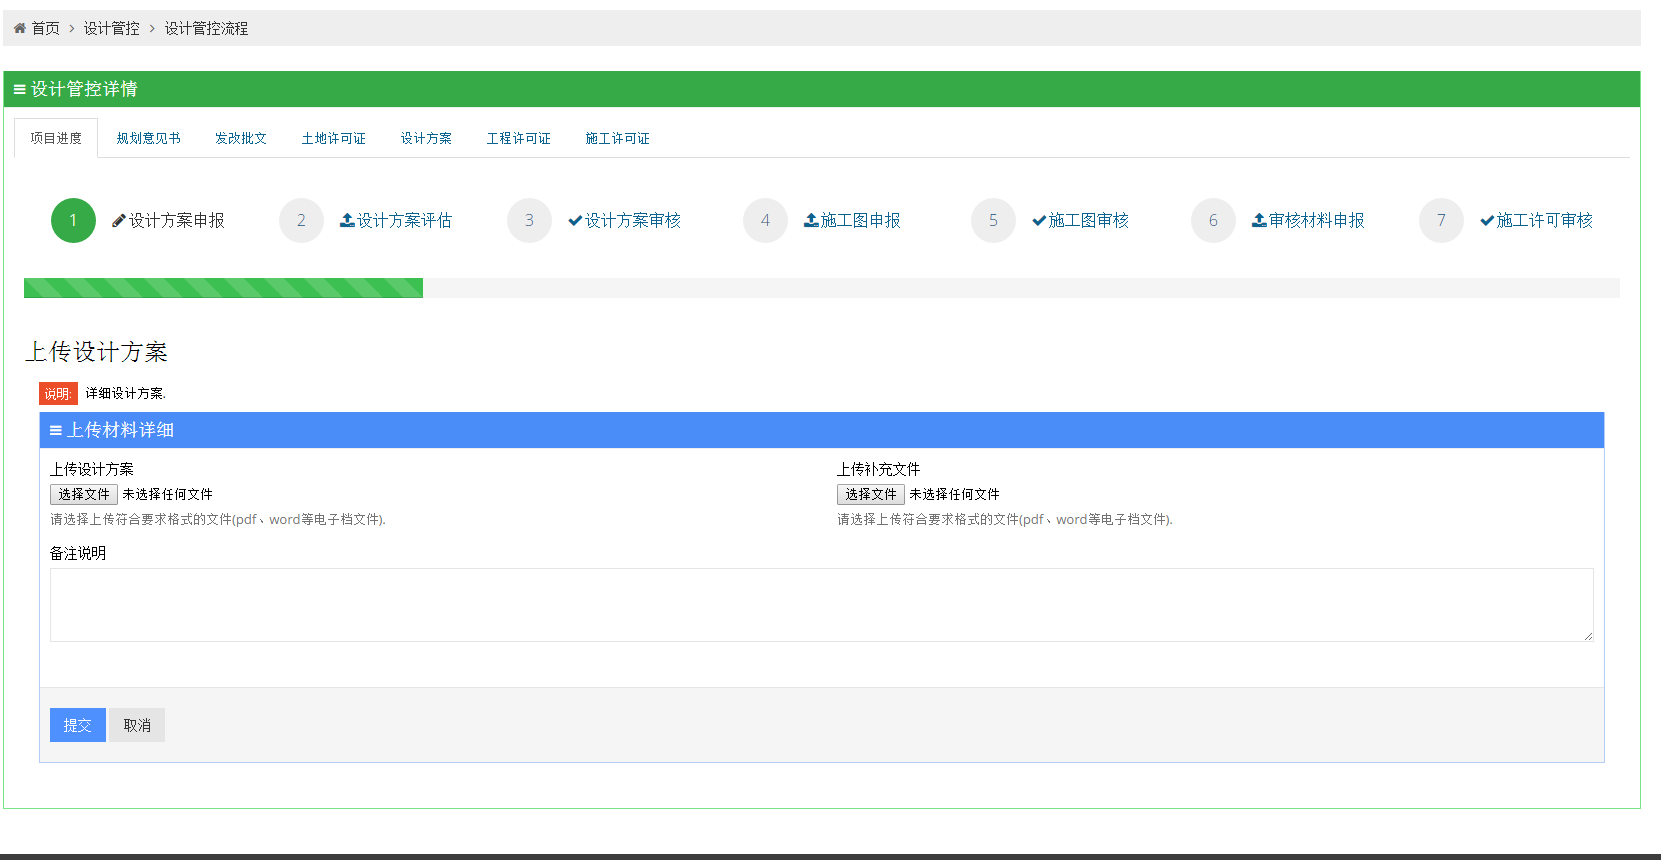 首页 > 设计管控 > 设计管控流程
设计管控详情
项目进度 规划意见书 发改批文 土地许可证 设计方案 工程许可证 施工许可证
1 设计方案申报 2 设计方案评估 3 设计方案审核 4 施工图申报 5 施工图审核 6 审核材料申报 7 施工许可审核
上传设计方案
说明: 详细设计方案.
上传材料详细
上传设计方案 上传补充文件
选择文件 未选择任何文件 选择文件 未选择任何文件
请选择上传符合要求格式的文件(pdf、word等电子档文件). 请选择上传符合要求格式的文件(pdf、word等电子档文件).
备注说明
提交 取消